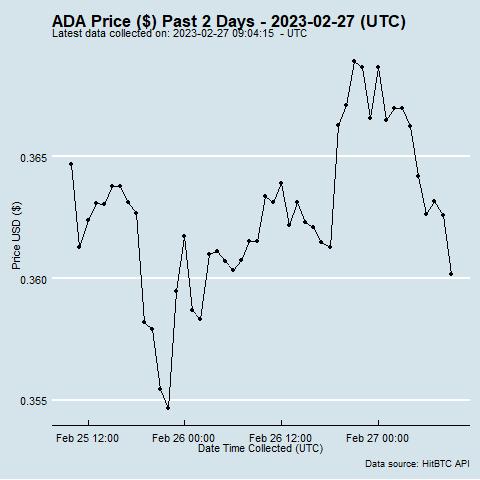 ADA Price ($) Past 2 Days - 2023-02-27 (UTC)
Latest data collected on: 2023-02-27 09:04:15 - UTC
Price USD ($)
0.365
0.360
0.355
Feb 25 12:00 Feb 26 00:00 Feb 26 12:00 Feb 27 00:00
Date Time Collected (UTC)
Data source: HitBTC API